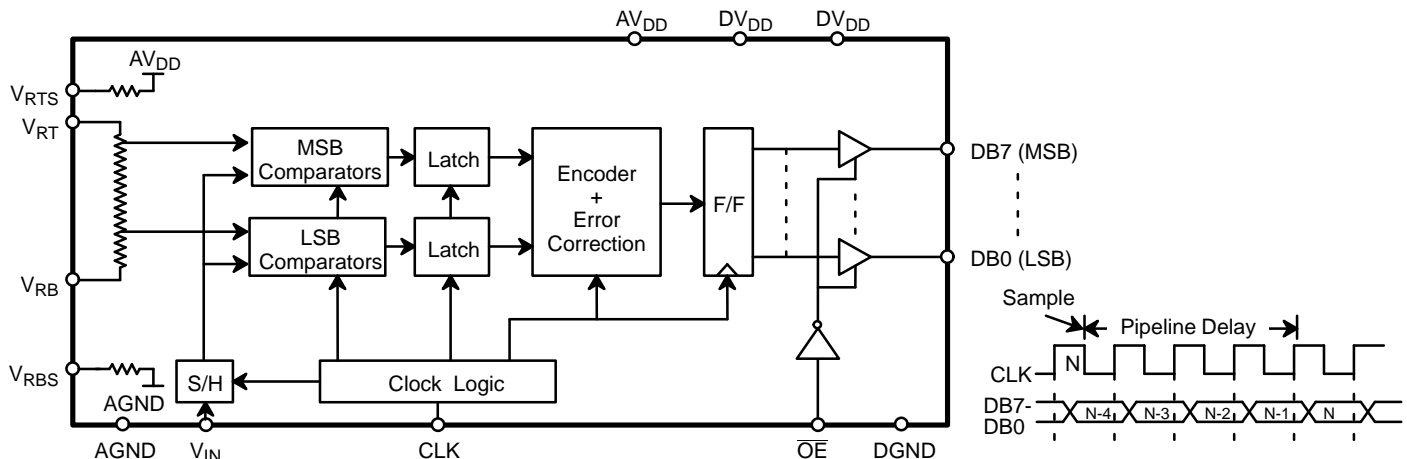 AVDD DVDD DVDD
AVDD
VRTS
VRT
MSB
Comparators
Latch
Encoder
+
Error
Correction
F/F
DB7 (MSB)
LSB
Comparators
Latch
DB0 (LSB)
VRB
VRBS
AGND
S/H
Clock Logic
AGND VIN CLK OE DGND
Sample
Pipeline Delay
CLK
N
DB7-
DB0
N-4 N-3 N-2 N-1 N